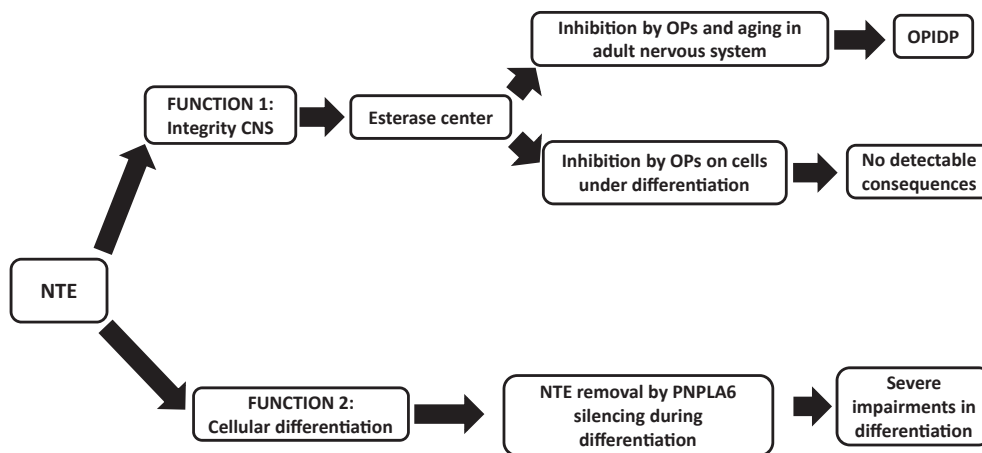 Inhibition by OPs and aging in
adult nervous system
OPIDP
FUNCTION 1:
Integrity CNS
Esterase center
Inhibition by OPs on cells
under differentiation
No detectable
consequences
NTE
FUNCTION 2:
Cellular differentiation
NTE removal by PNPLA6
silencing during
differentiation
Severe
impairments in
differentiation